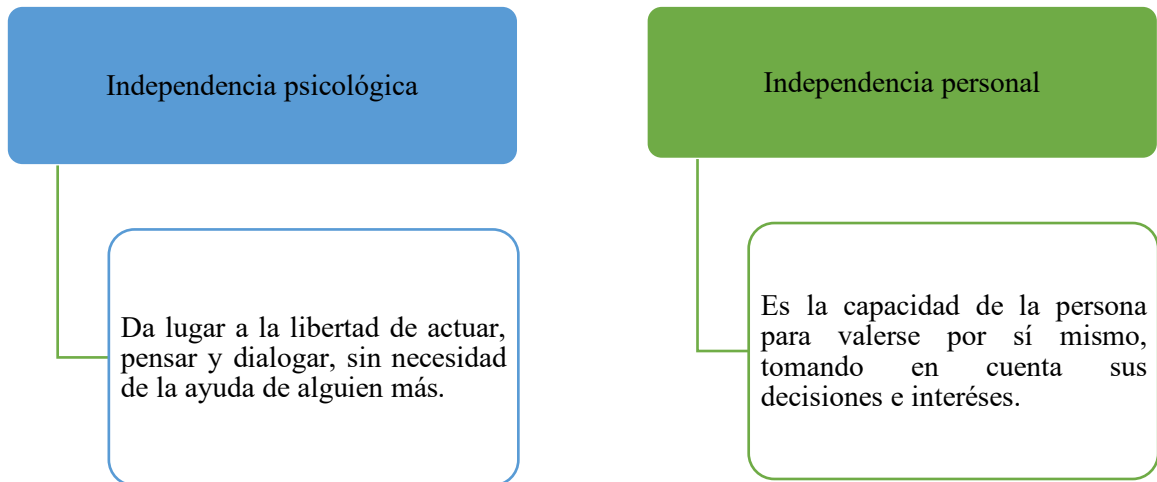 Independencia psicológica
Da lugar a la libertad de actuar,
pensar y dialogar, sin necesidad
de la ayuda de alguien más.
Independencia personal
Es la capacidad de la persona
para valerse por sí mismo,
tomando en cuenta sus
decisiones e interéses.